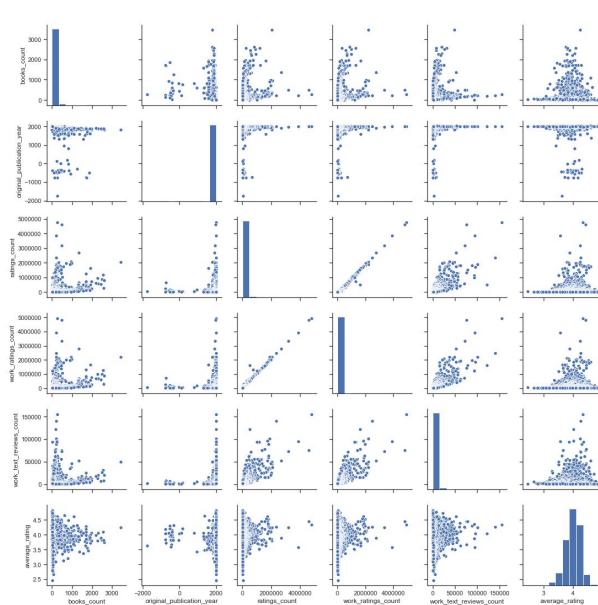 books_count
3000
2000
1000
0
original_publication_year
2000
1000
0
−1000
−2000
ratings_count
5000000
4000000
3000000
2000000
1000000
0
work_ratings_count
5000000
4000000
3000000
2000000
1000000
0
work_text_reviews_count
150000
100000
50000
0
average_rating
4.5
4.0
3.5
3.0
2.5
0 1000 2000 3000
−2000 0 2000
0 2000000 4000000
0 2000000 4000000
0 50000 100000 150000
3 4
books_count
original_publication_year
ratings_count
work_ratings_count
work_text_reviews_count
average_rating